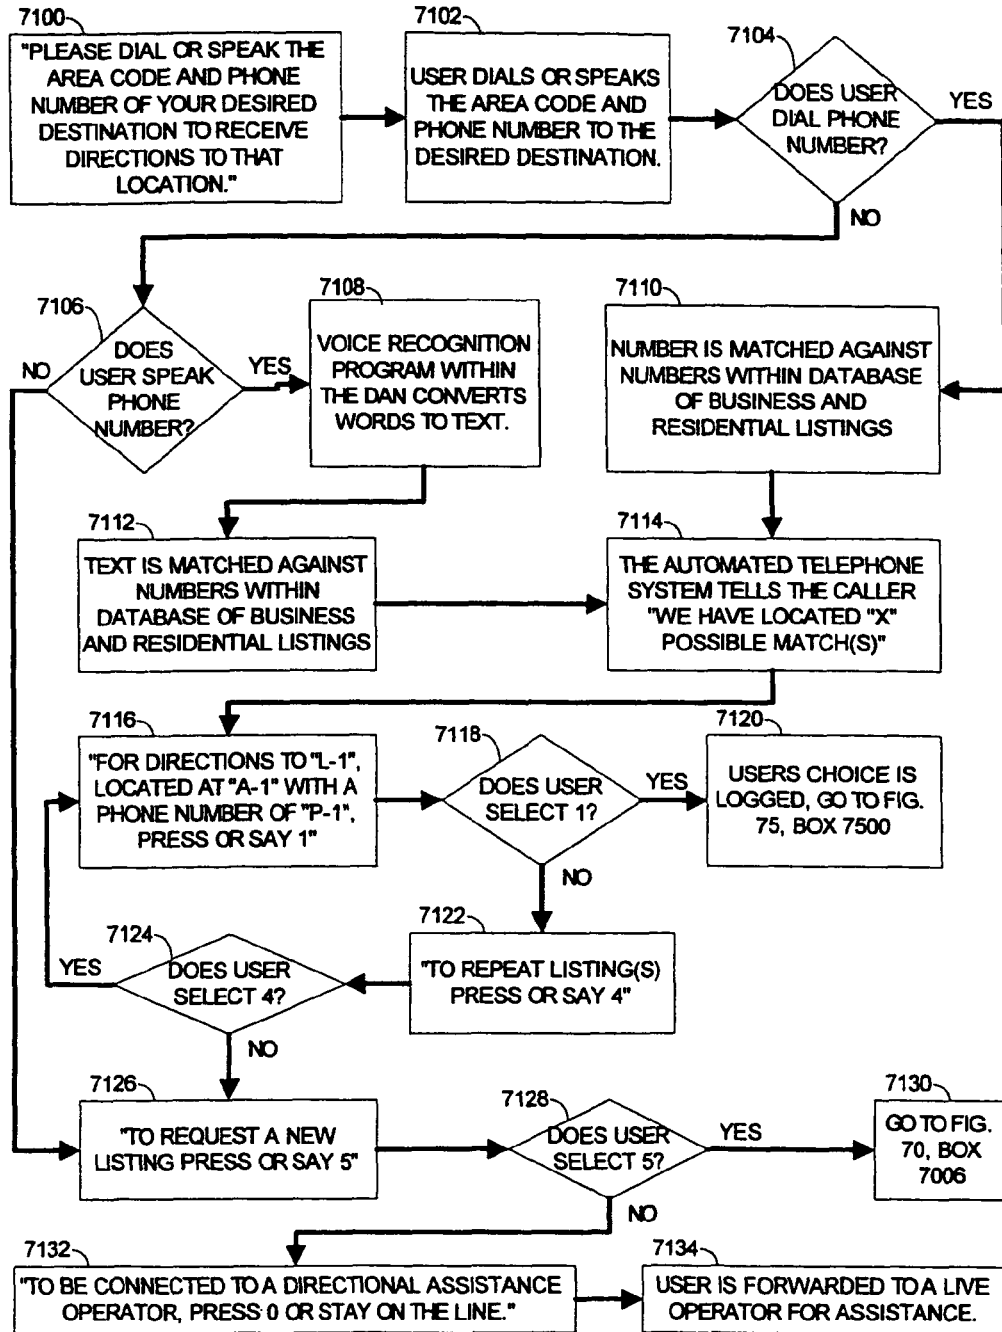 7100
"PLEASE DIAL OR SPEAK THE
AREA CODE AND PHONE
NUMBER OF YOUR DESIRED
DESTINATION TO RECEIVE
DIRECTIONS TO THAT
LOCATION."
7102
USER DIALS OR SPEAKS
THE AREA CODE AND
PHONE NUMBER TO THE
DESIRED DESTINATION.
7104
DOES USER
DIAL PHONE
NUMBER?
YES
NO
7106
DOES
USER SPEAK
PHONE
NUMBER?
NO
YES
7108
VOICE RECOGNITION
PROGRAM WITHIN
THE DAN CONVERTS
WORDS TO TEXT.
7110
NUMBER IS MATCHED AGAINST
NUMBERS WITHIN DATABASE
OF BUSINESS AND
RESIDENTIAL LISTINGS
7112
TEXT IS MATCHED AGAINST
NUMBERS WITHIN
DATABASE OF BUSINESS
AND RESIDENTIAL LISTINGS
7114
THE AUTOMATED TELEPHONE
SYSTEM TELLS THE CALLER
"WE HAVE LOCATED "X"
POSSIBLE MATCH(S)"
7116
"FOR DIRECTIONS TO "L-1",
LOCATED AT "A-1" WITH A
PHONE NUMBER OF "P-1",
PRESS OR SAY 1"
7118
DOES USER
SELECT 1?
YES
NO
7120
USERS CHOICE IS
LOGGED, GO TO FIG.
75, BOX 7500
7122
"TO REPEAT LISTING(S)
PRESS OR SAY 4"
7124
DOES USER
SELECT 4?
YES
NO
7126
"TO REQUEST A NEW
LISTING PRESS OR SAY 5"
7128
DOES USER
SELECT 5?
YES
NO
7130
GO TO FIG.
70, BOX
7006
7132
"TO BE CONNECTED TO A DIRECTIONAL ASSISTANCE
OPERATOR, PRESS 0 OR STAY ON THE LINE."
7134
USER IS FORWARDED TO A LIVE
OPERATOR FOR ASSISTANCE.